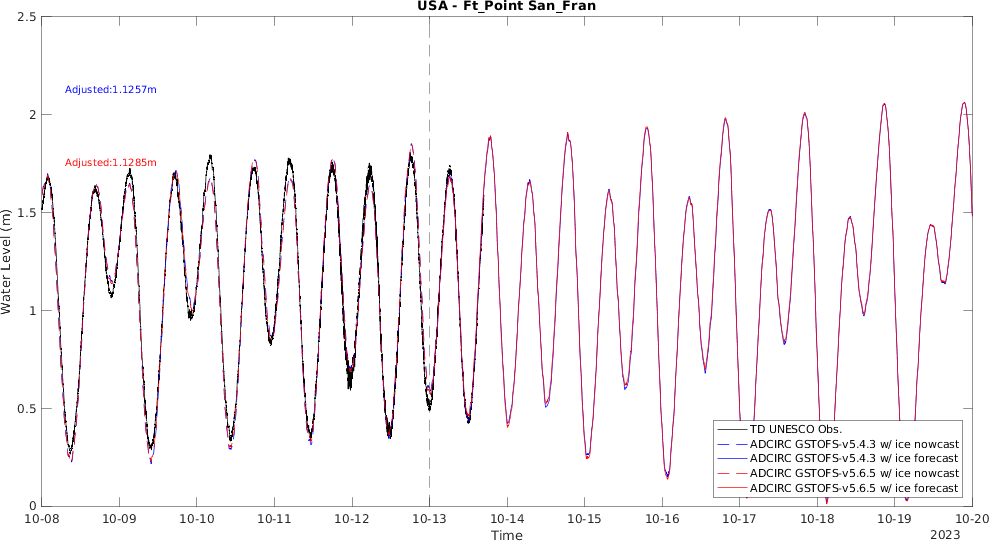 USA - Ft_Point San_Fran
2.5
2
1.5
1
0.5
0
Water Level (m)
Adjusted:1.1257m
Adjusted:1.1285m
TD UNESCO Obs.
ADCIRC GSTOFS-v5.4.3 w/ ice nowcast
ADCIRC GSTOFS-v5.4.3 w/ ice forecast
ADCIRC GSTOFS-v5.6.5 w/ ice nowcast
ADCIRC GSTOFS-v5.6.5 w/ ice forecast
10-08 10-09 10-10 10-11 10-12 10-13 10-14 10-15 10-16 10-17 10-18 10-19 10-20
Time
2023